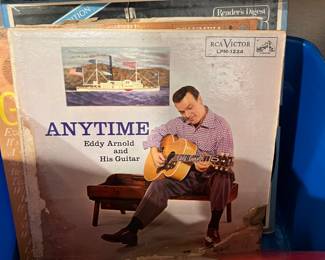 Reader's Digest
RCA VICTOR
LPM-1224
ANYTIME
Eddy Arnold
and
His Guitar